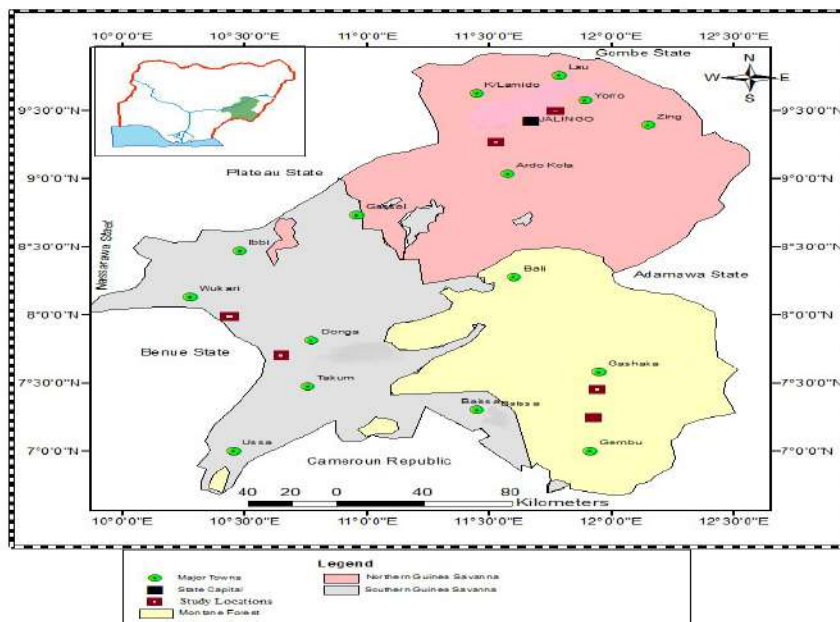 10°0'0"E 10°30'0"E 11°0'0"E 11°30'0"E 12°0'0"E 12°30'0"E
Gombe State
N
W E
S
Lau
K/Lamido
Yorro
9°30'0"N 9°30'0"N
JALINGO
Zing
Ardo Kola
Plateau State
9°0'0"N 9°0'0"N
Gassol
8°30'0"N 8°30'0"N
Ibbi
Bali
Adamawa State
Wukari
8°0'0"N 8°0'0"N
Donga
Benue State
Gashaka
7°30'0"N 7°30'0"N
Takum
Bassa
Ussa
Gembu
7°0'0"N 7°0'0"N
Cameroun Republic
40 20 0 40 80
Kilometers
10°0'0"E 10°30'0"E 11°0'0"E 11°30'0"E 12°0'0"E 12°30'0"E
Legend
Major Towns
Northern Guinea Savanna
State Capital
Southern Guinea Savanna
Study Locations
Montane Forest